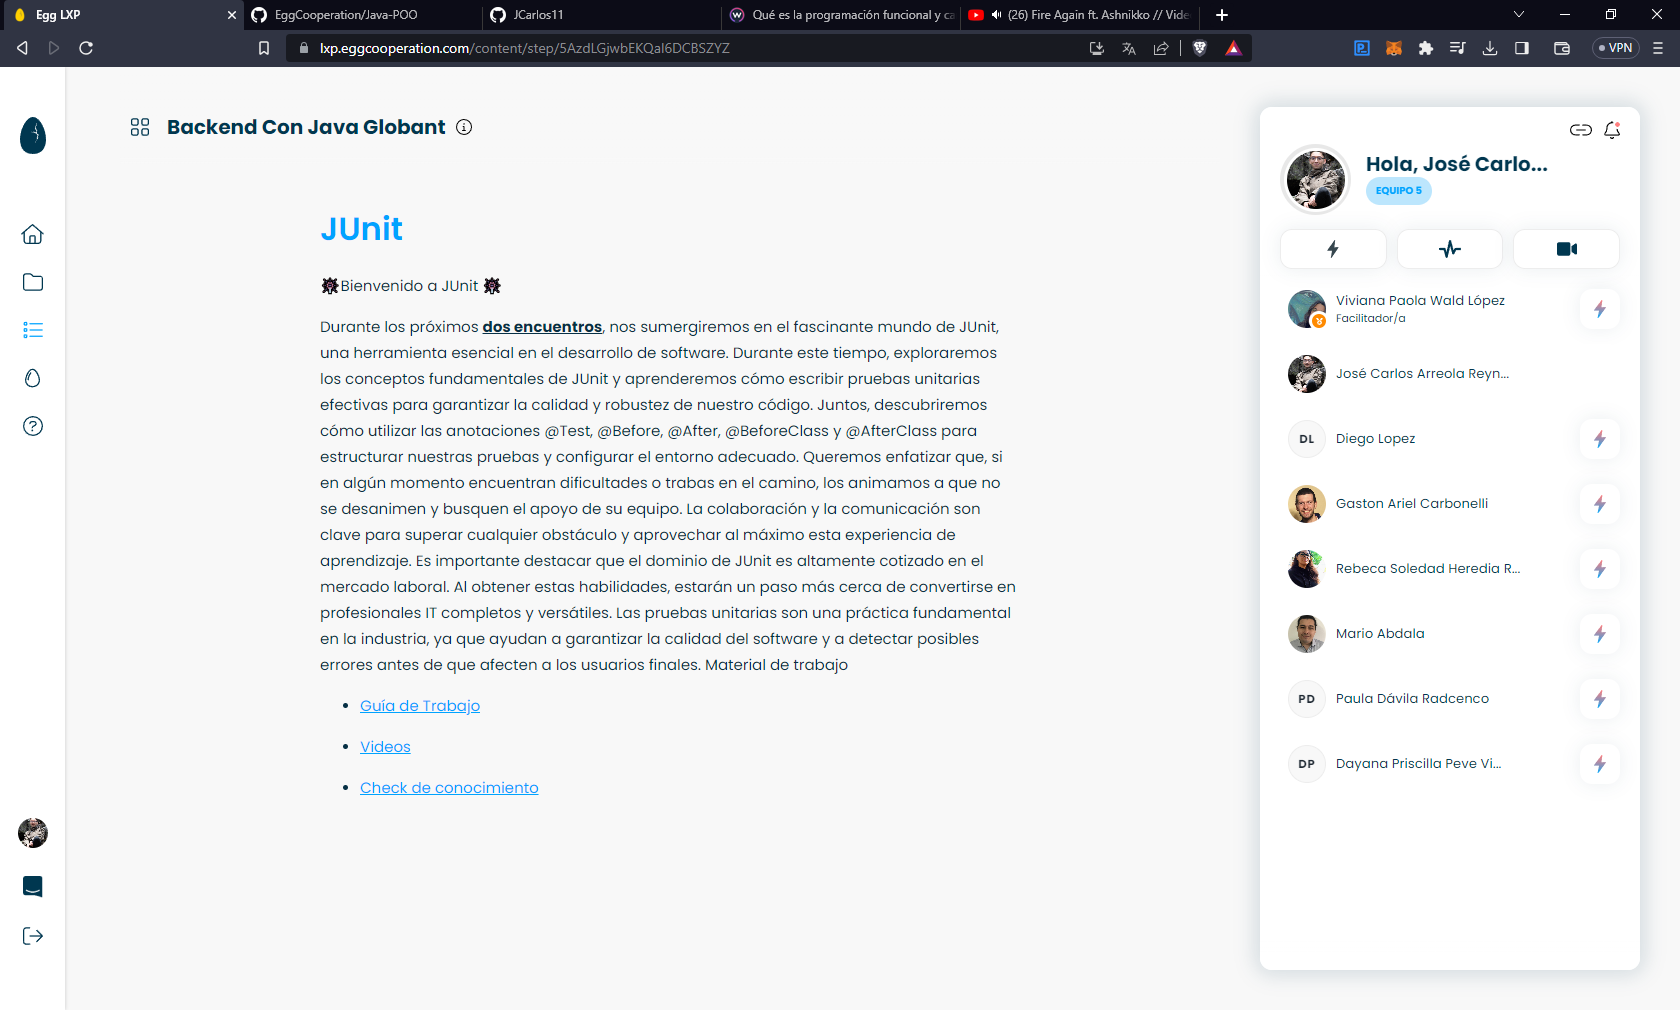 Egg LXP
EggCooperation/Java-POO
JCarlos11
Qué es la programación funcional y ca
(26) Fire Again ft. Ashnikko // Vide
lxp.eggcooperation.com/content/step/5AzdLGjwbEKQal6DCBSZYZ
VPN
Backend Con Java Globant
JUnit
Bienvenido a JUnit
Durante los próximos dos encuentros, nos sumergiremos en el fascinante mundo de JUnit,
una herramienta esencial en el desarrollo de software. Durante este tiempo, exploraremos
los conceptos fundamentales de JUnit y aprenderemos cómo escribir pruebas unitarias
efectivas para garantizar la calidad y robustez de nuestro código. Juntos, descubriremos
cómo utilizar las anotaciones @Test, @Before, @After, @BeforeClass y @AfterClass para
estructurar nuestras pruebas y configurar el entorno adecuado. Queremos enfatizar que, si
en algún momento encuentran dificultades o trabas en el camino, los animamos a que no
se desanimen y busquen el apoyo de su equipo. La colaboración y la comunicación son
clave para superar cualquier obstáculo y aprovechar al máximo esta experiencia de
aprendizaje. Es importante destacar que el dominio de JUnit es altamente cotizado en el
mercado laboral. Al obtener estas habilidades, estarán un paso más cerca de convertirse en
profesionales IT completos y versátiles. Las pruebas unitarias son una práctica fundamental
en la industria, ya que ayudan a garantizar la calidad del software y a detectar posibles
errores antes de que afecten a los usuarios finales. Material de trabajo
• Guía de Trabajo
• Videos
• Check de conocimiento
Hola, José Carlo...
EQUIPO 5
Viviana Paola Wald López
Facilitador/a
José Carlos Arreola Reyn...
DL Diego Lopez
Gaston Ariel Carbonelli
Rebeca Soledad Heredia R...
Mario Abdala
PD Paula Dávila Radcenco
DP Dayana Priscilla Peve Vi...